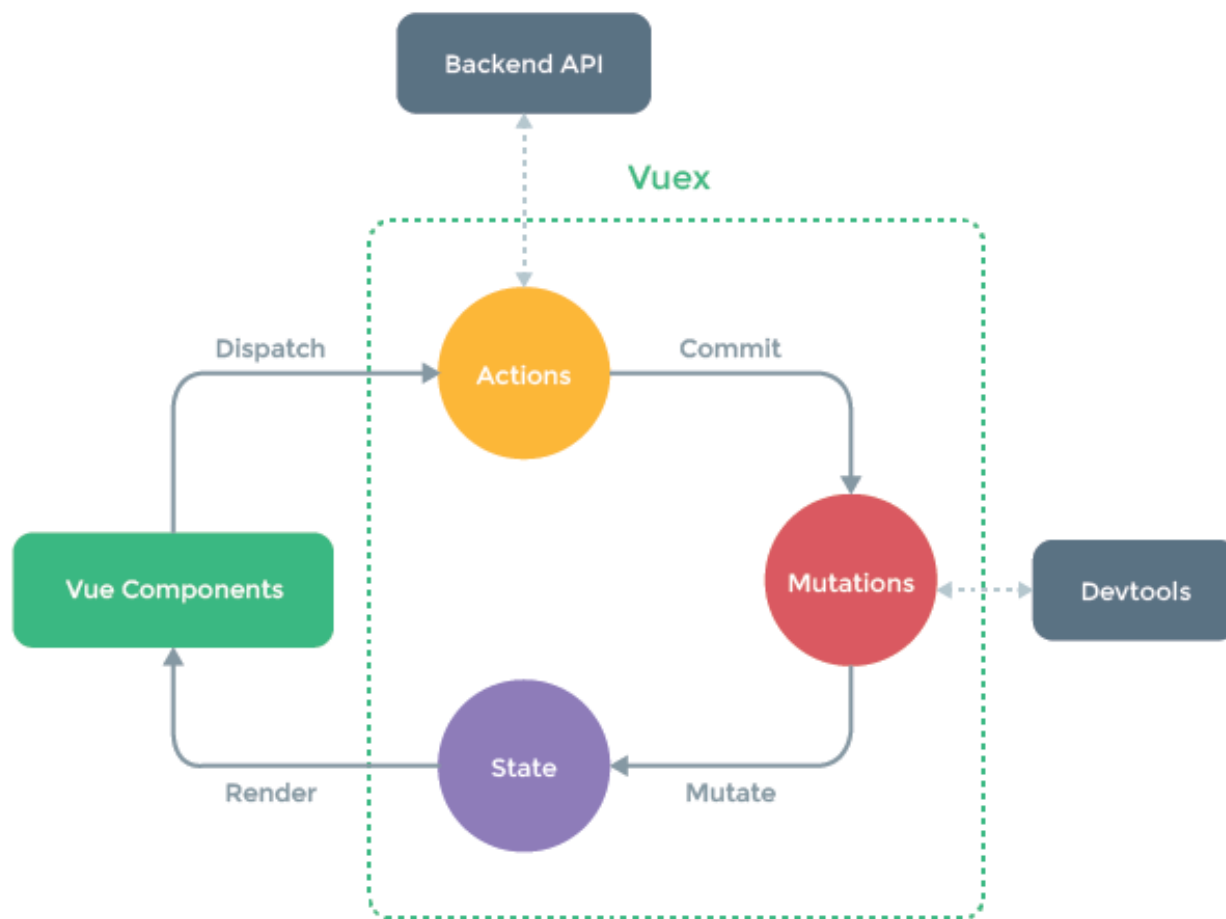 Backend API
Vuex
Dispatch
Commit
Actions
Vue Components
Mutations
Devtools
State
Render
Mutate